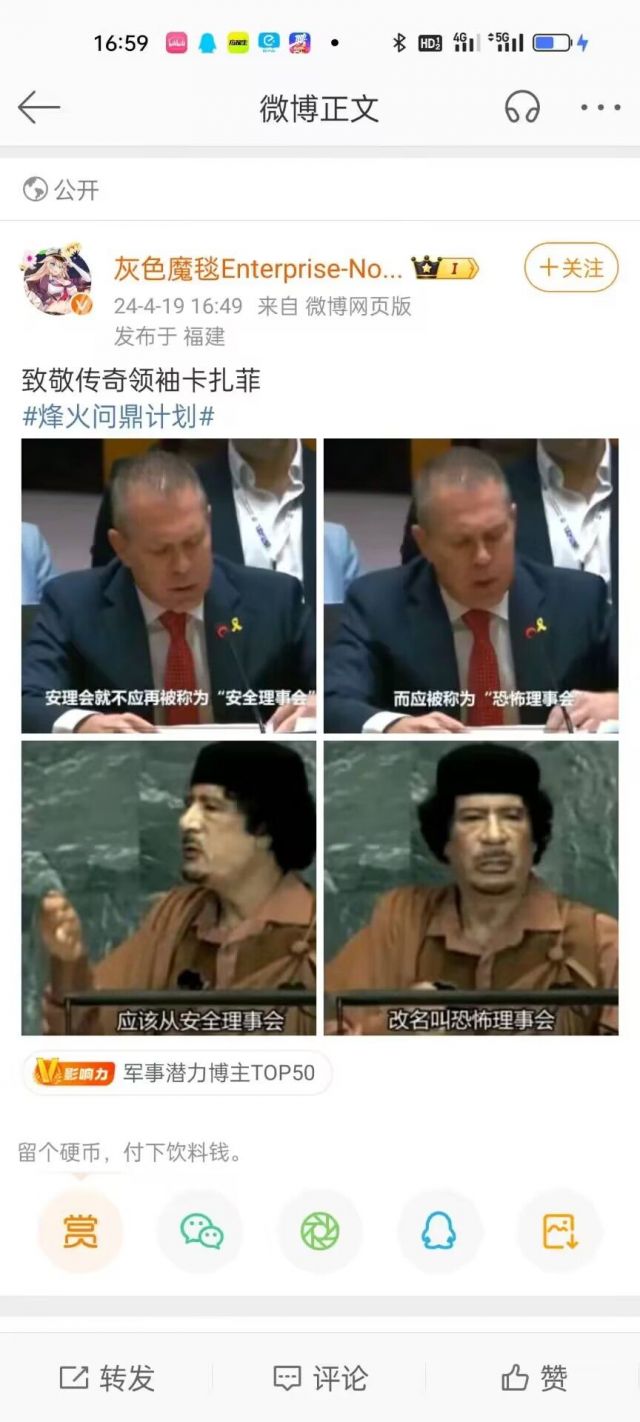 16:59
HD 1 2
4G
5G
微博正文
公开
灰色魔毯Enterprise-No...
I
+关注
24-4-19 16:49 来自 微博网页版
发布于 福建
致敬传奇领袖卡扎菲
#烽火问鼎计划#
安理会就不应再被称为“安全理事会”
而应被称为“恐怖理事会”
应该从安全理事会
改名叫恐怖理事会
影响力 军事潜力博主TOP50
留个硬币，付下饮料钱。
赏
转发
评论
赞